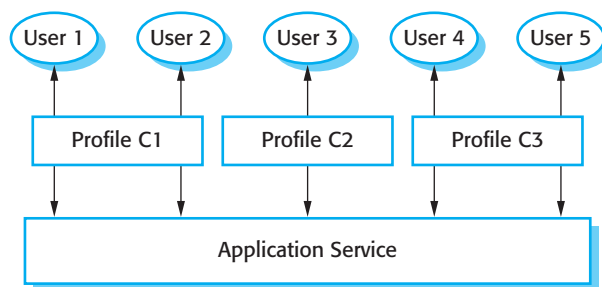 User 1 User 2 User 3 User 4 User 5
Profile C1 Profile C2 Profile C3
Application Service